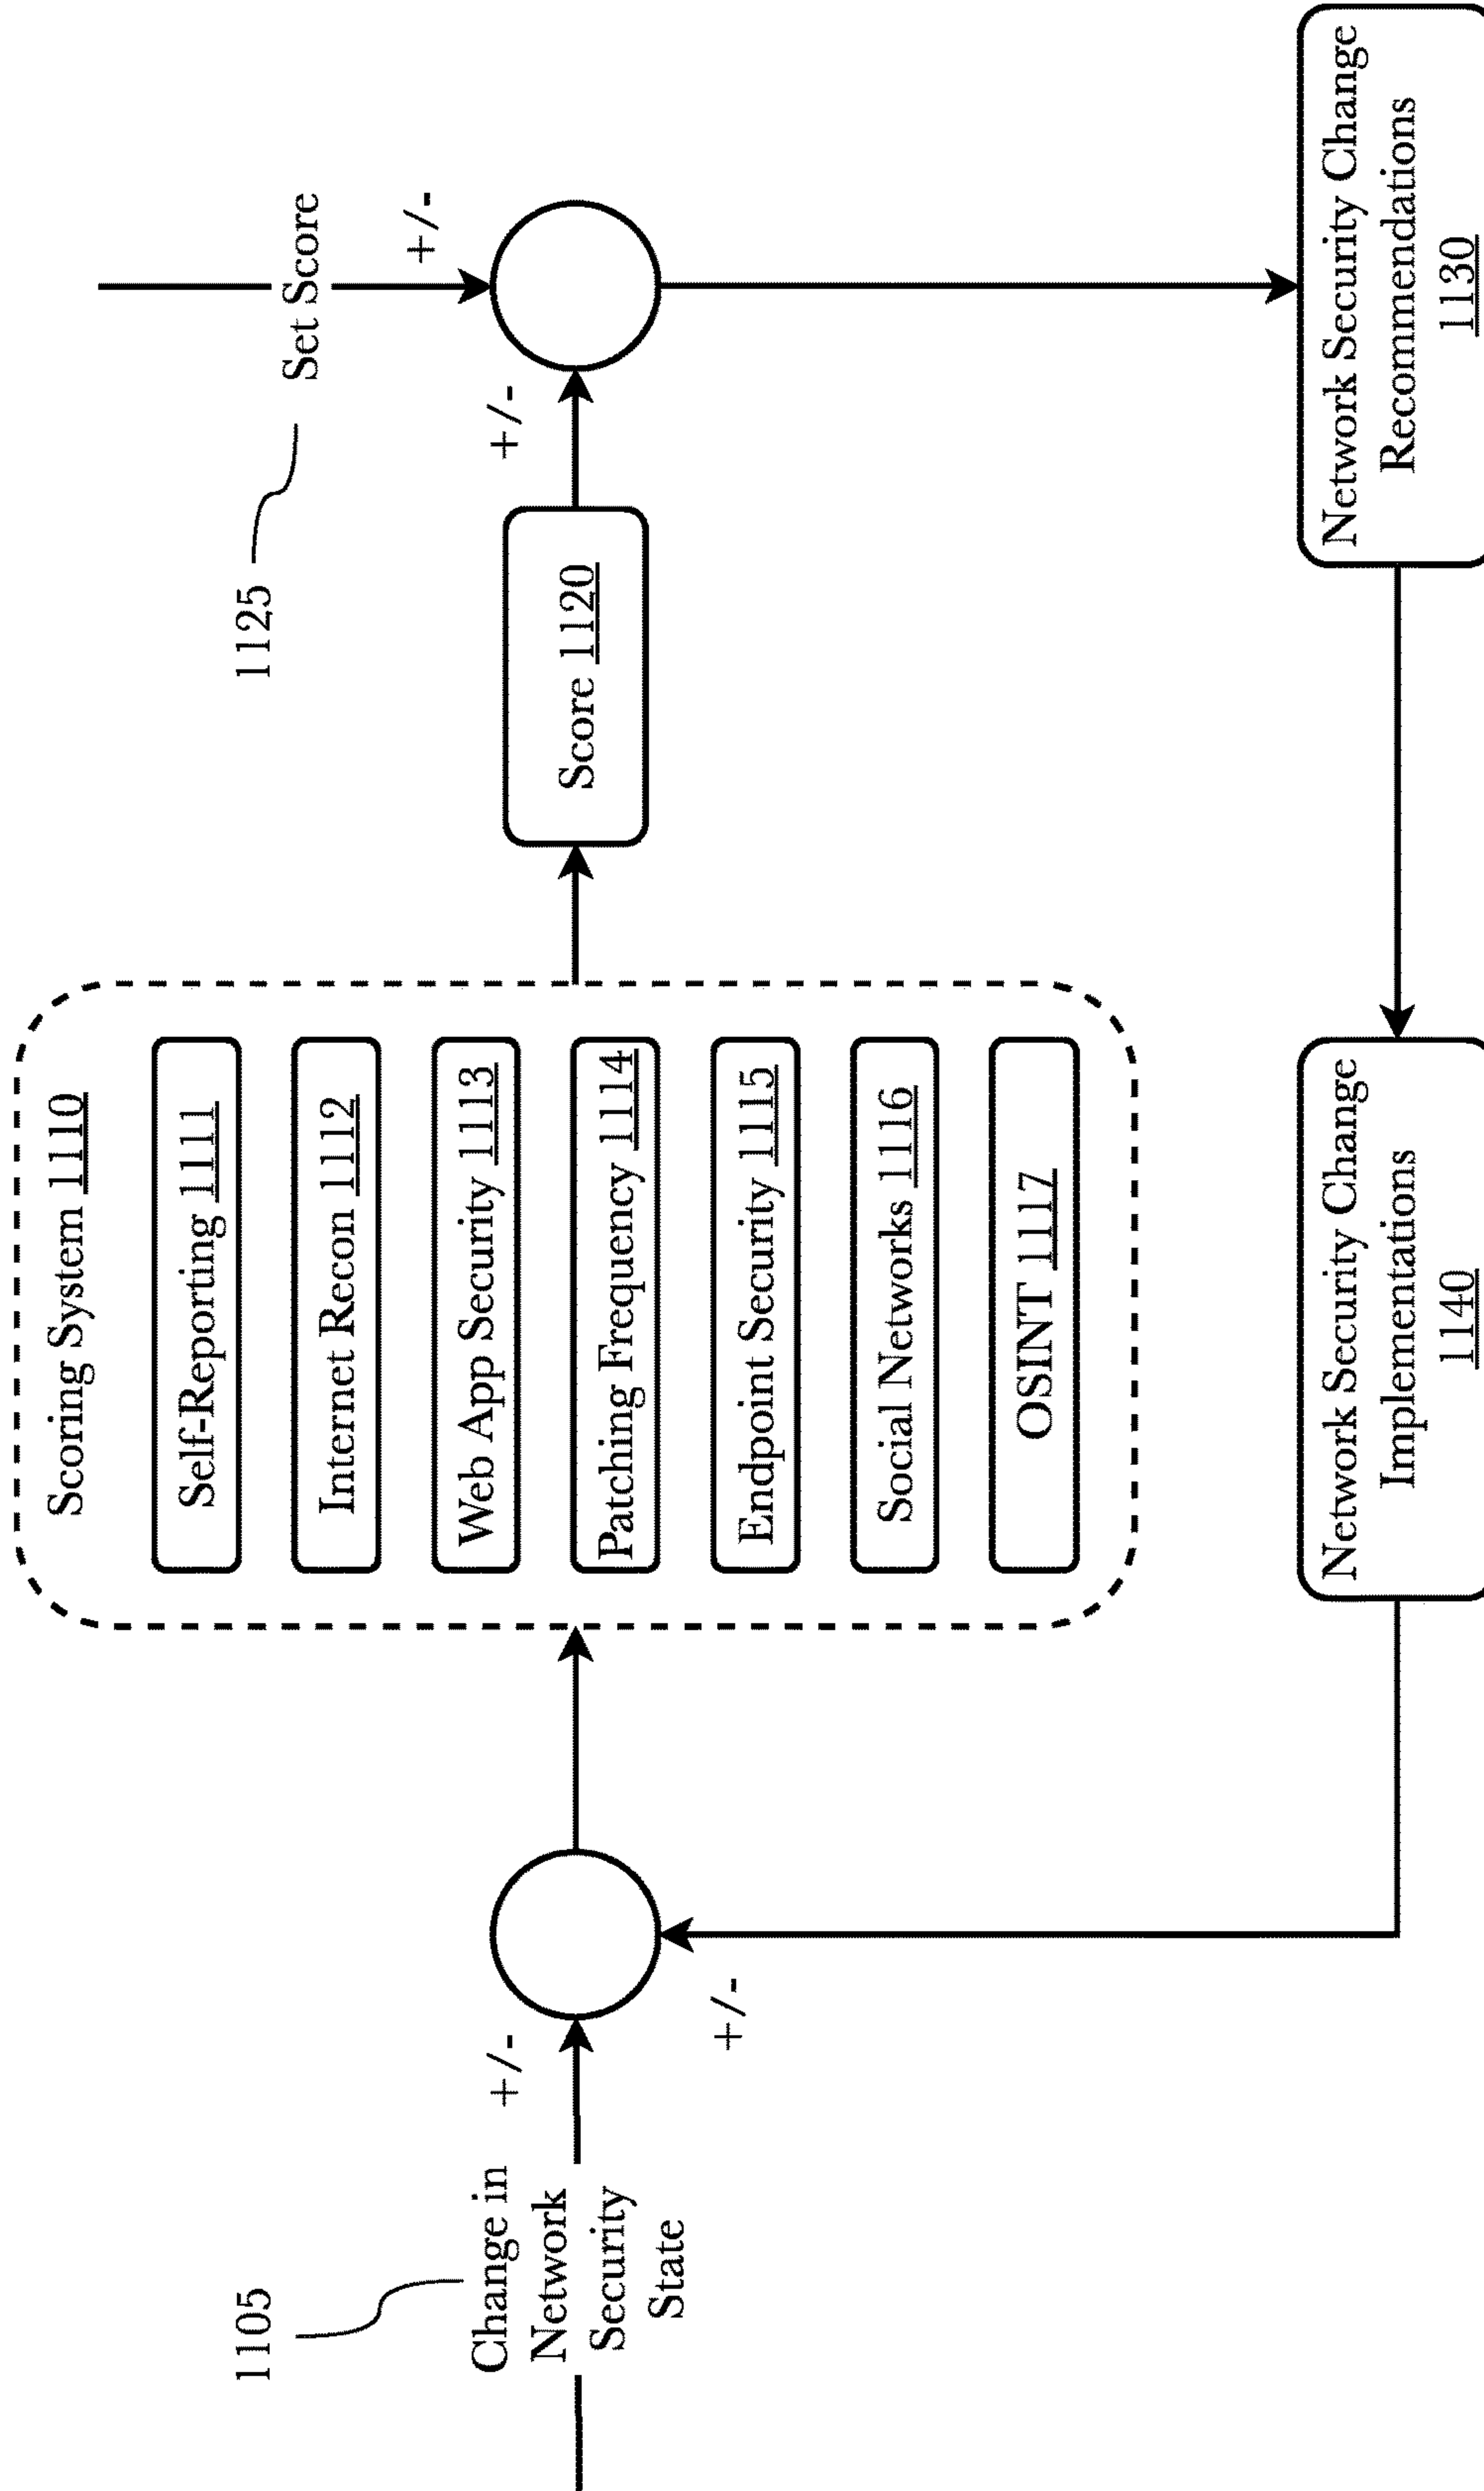 Scoring System 1110
Self-Reporting 1111
Internet Recon 1112
Web App Security 1113
Patching Frequency 1114
Endpoint Security 1115
Social Networks 1116
OSINT 1117
1105
Change in
Network
Security
State
+/-
+/-
Score 1120
+/-
1125
Set Score
+/-
Network Security Change
Recommendations
1130
Network Security Change
Implementations
1140